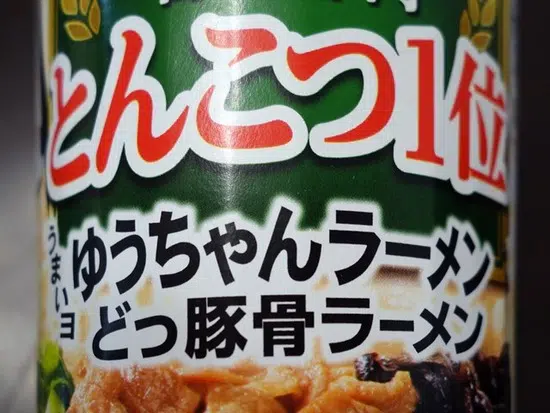 とんこつ1位
うまいヨ
ゆうちゃんラーメン
どっ豚骨ラーメン